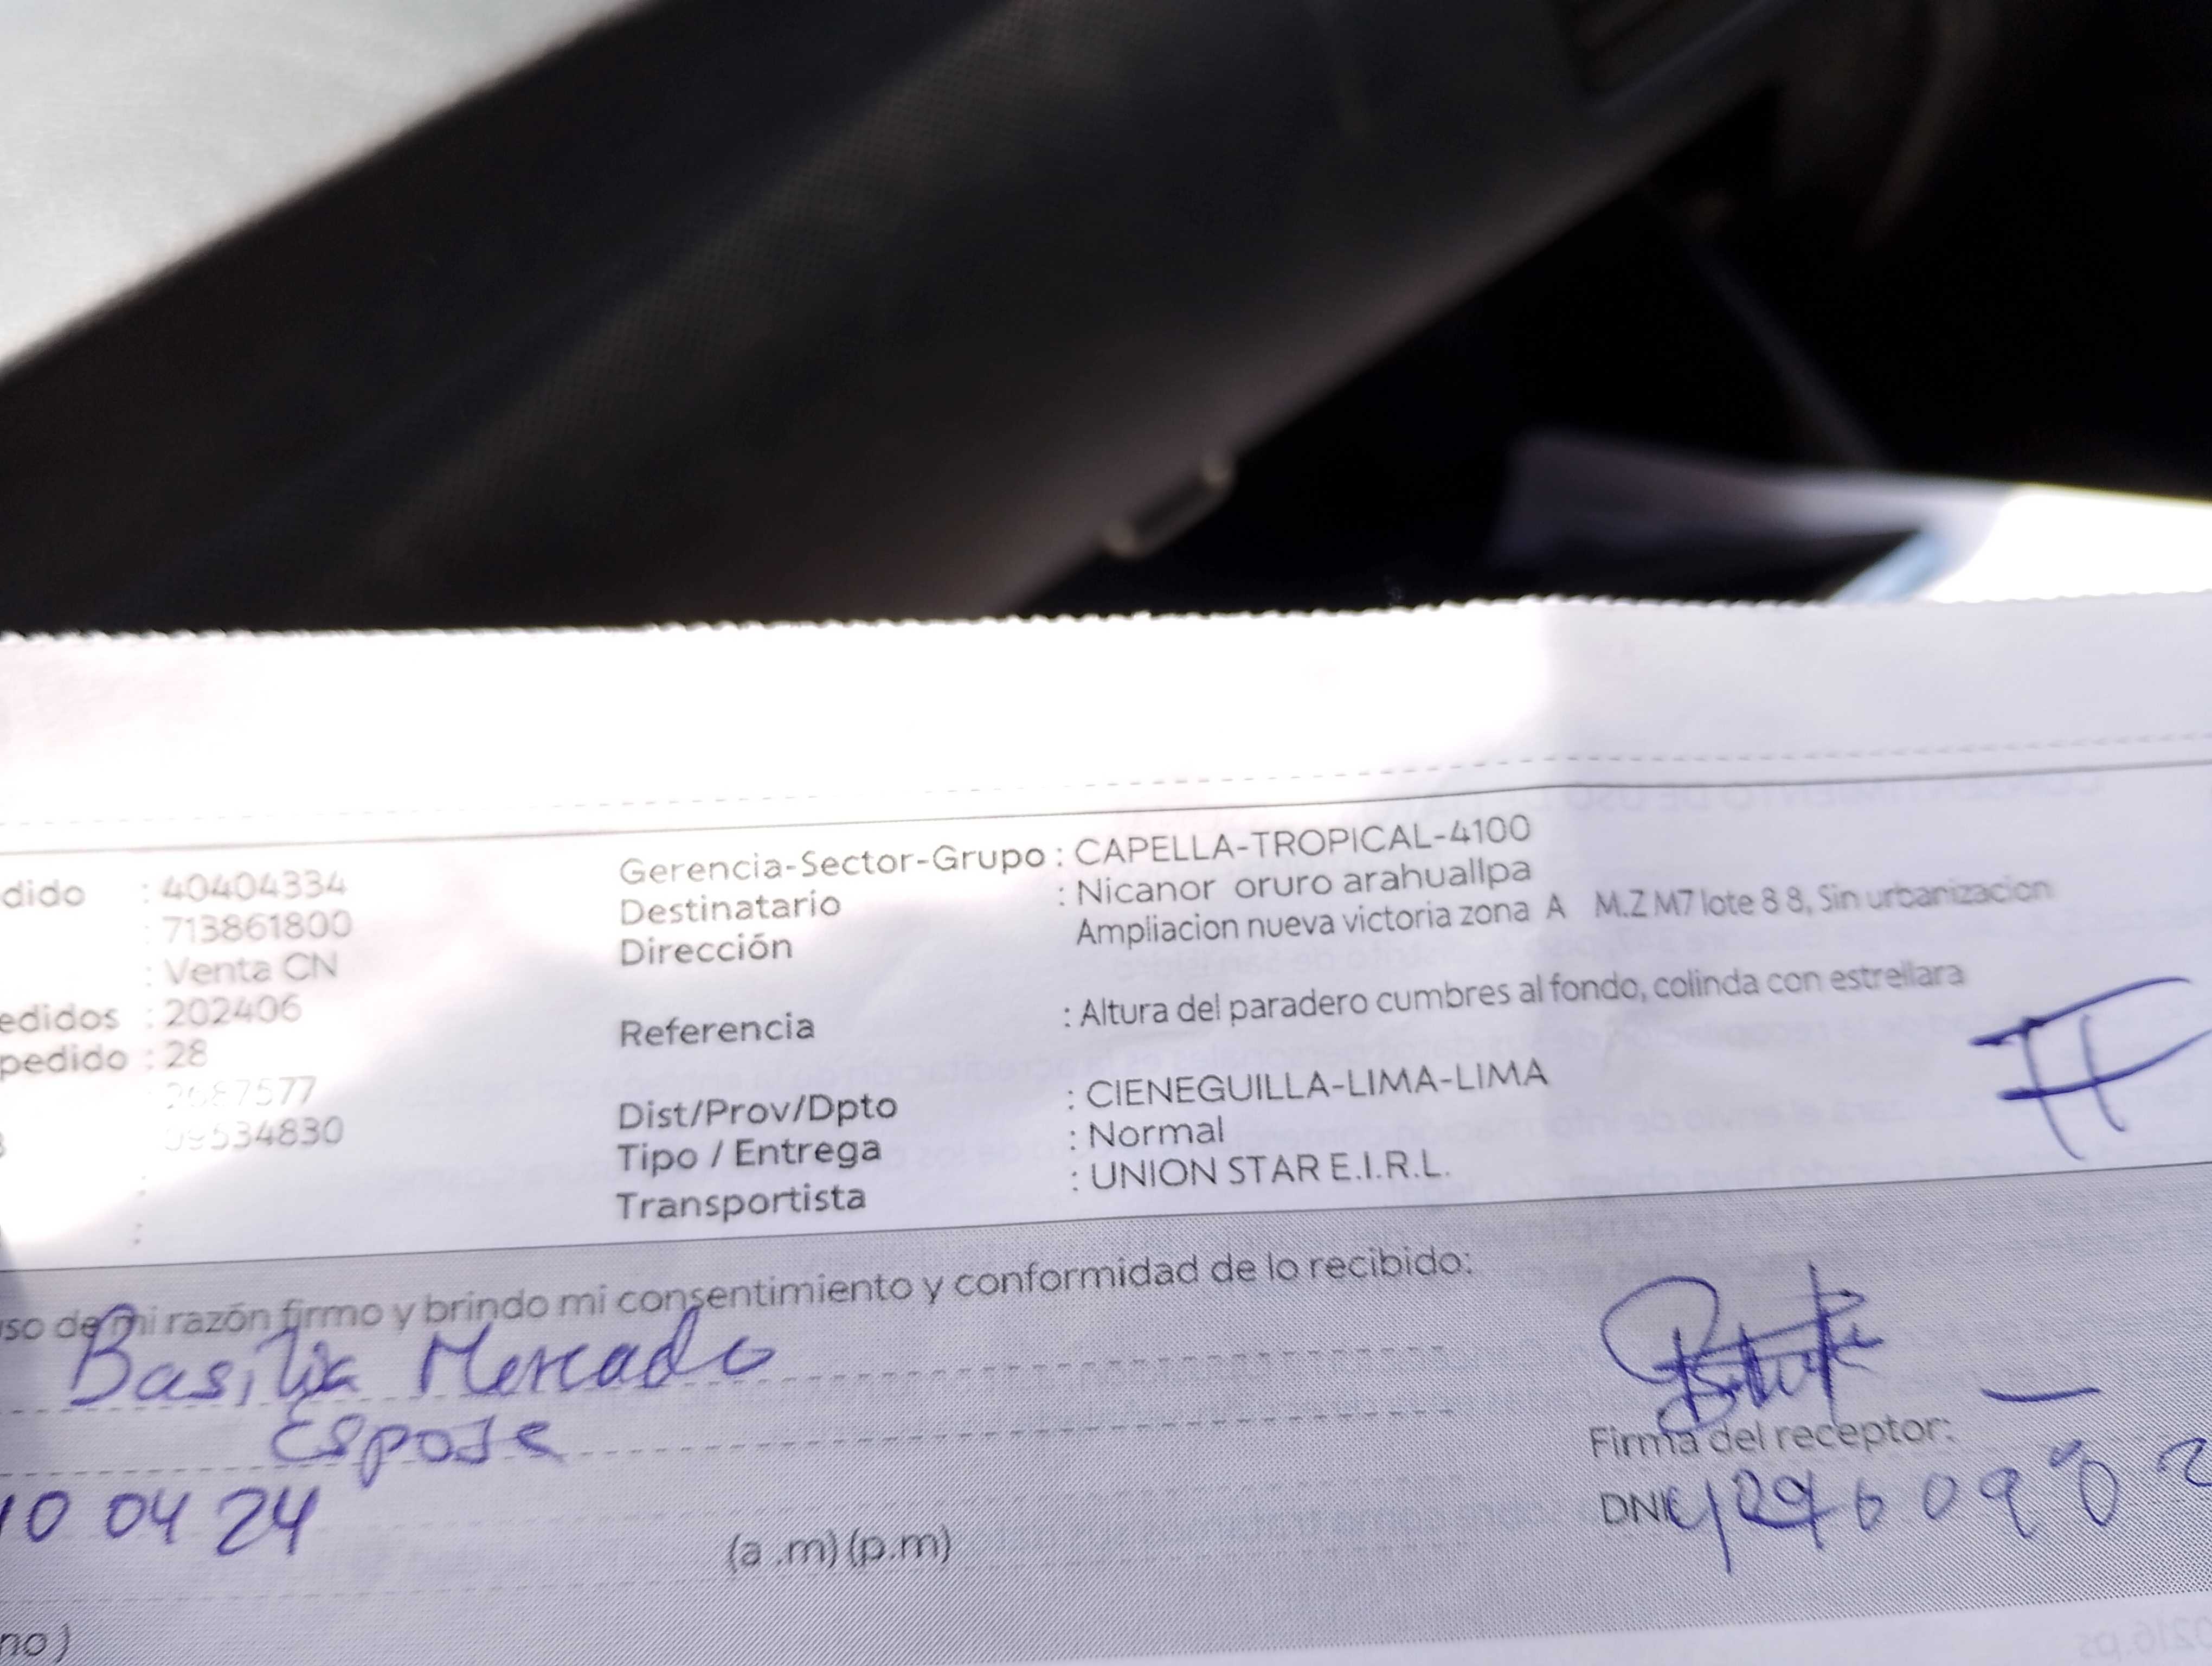 dido : 40404334
: 713861800
: Venta CN
edidos : 202406
pedido : 28
2687577
09534830
:
:
Gerencia-Sector-Grupo : CAPELLA-TROPICAL-4100
Destinatario : Nicanor oruro arahuallpa
Dirección Ampliacion nueva victoria zona A M.Z M7 lote 8 8, Sin urbanizacion
Referencia : Altura del paradero cumbres al fondo, colinda con estrellara
Dist/Prov/Dpto : CIENEGUILLA-LIMA-LIMA
Tipo / Entrega : Normal
Transportista : UNION STAR E.I.R.L.
uso de mi razón firmo y brindo mi consentimiento y conformidad de lo recibido:
Basilia Mercado
Esposa
10 04 24
(a .m) (p.m)
Firma del receptor:
DNI
no)